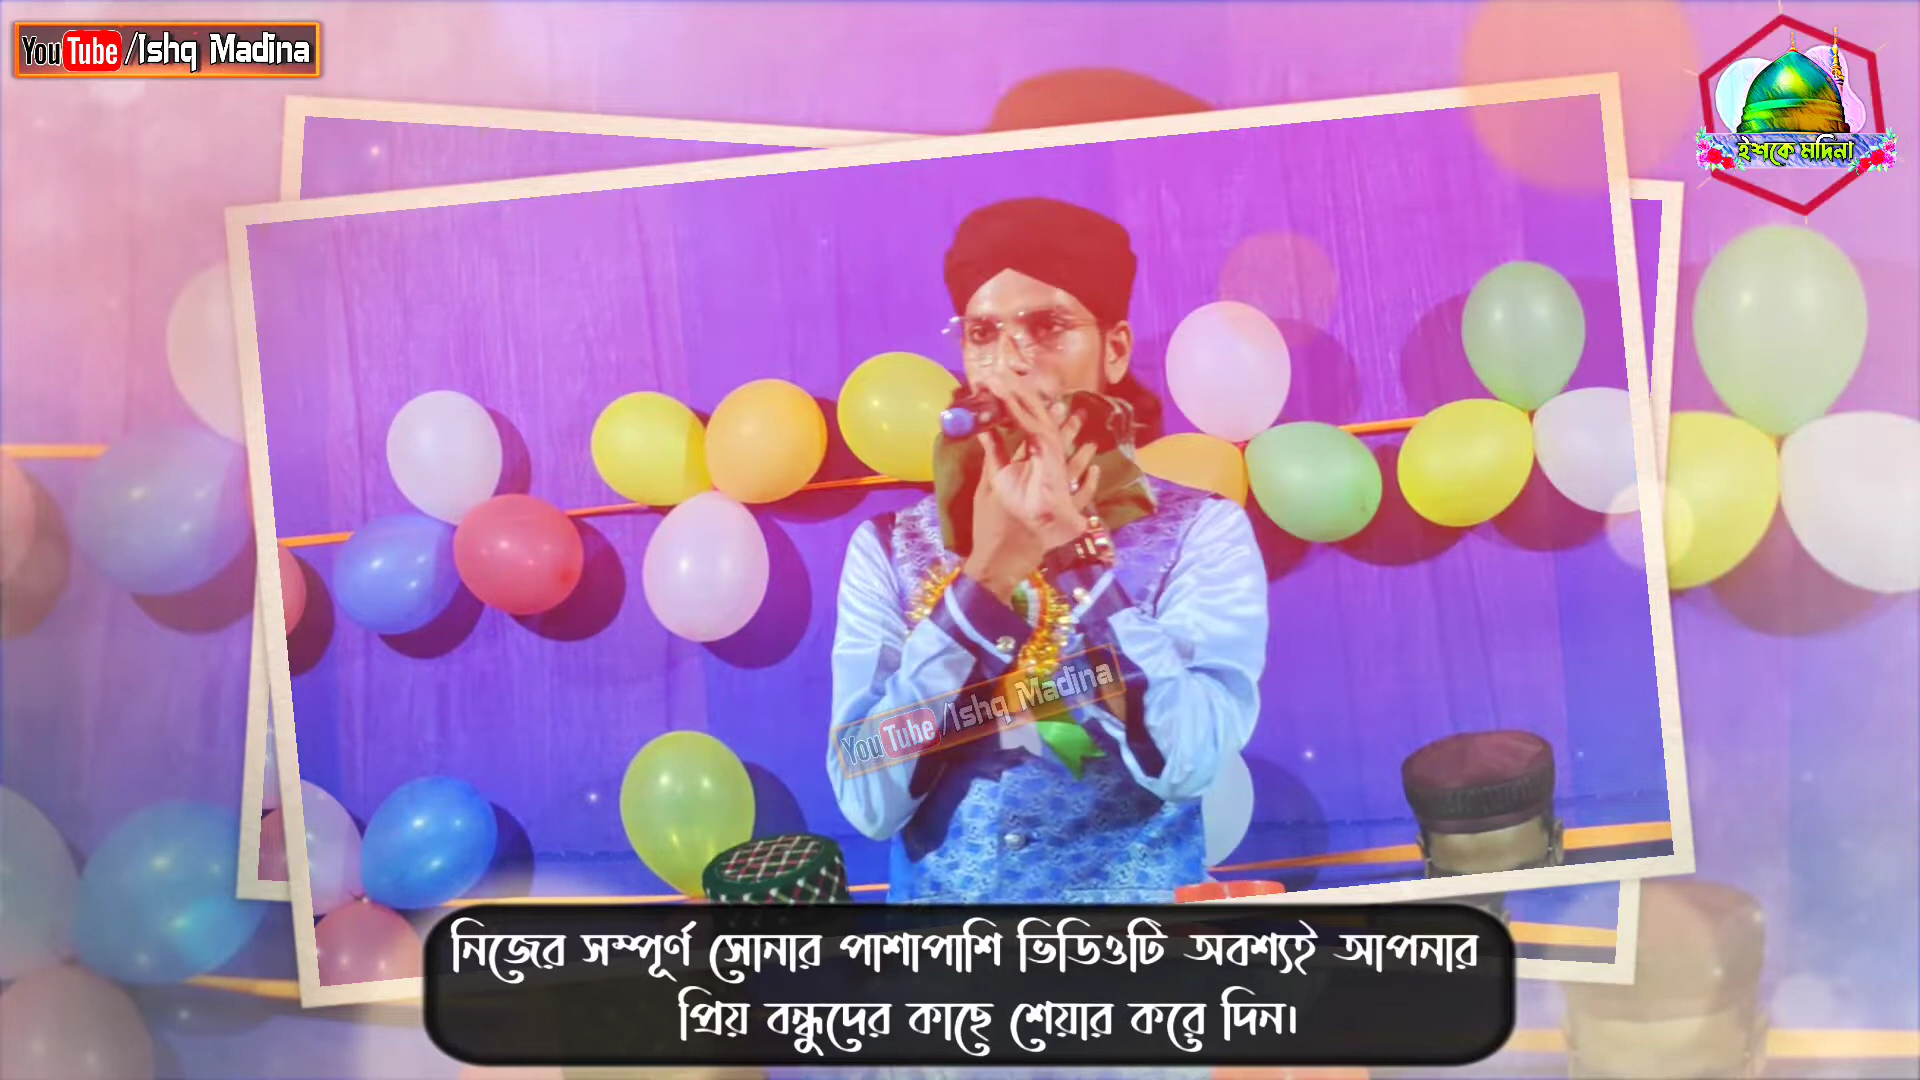 YouTube/Ishq Madina
ইশকে মদিনা
YouTube/Ishq Madina
নিজের সম্পূর্ণ সোনার পাশাপাশি ভিডিওটি অবশ্যই আপনার
প্রিয় বন্ধুদের কাছে শেয়ার করে দিন।